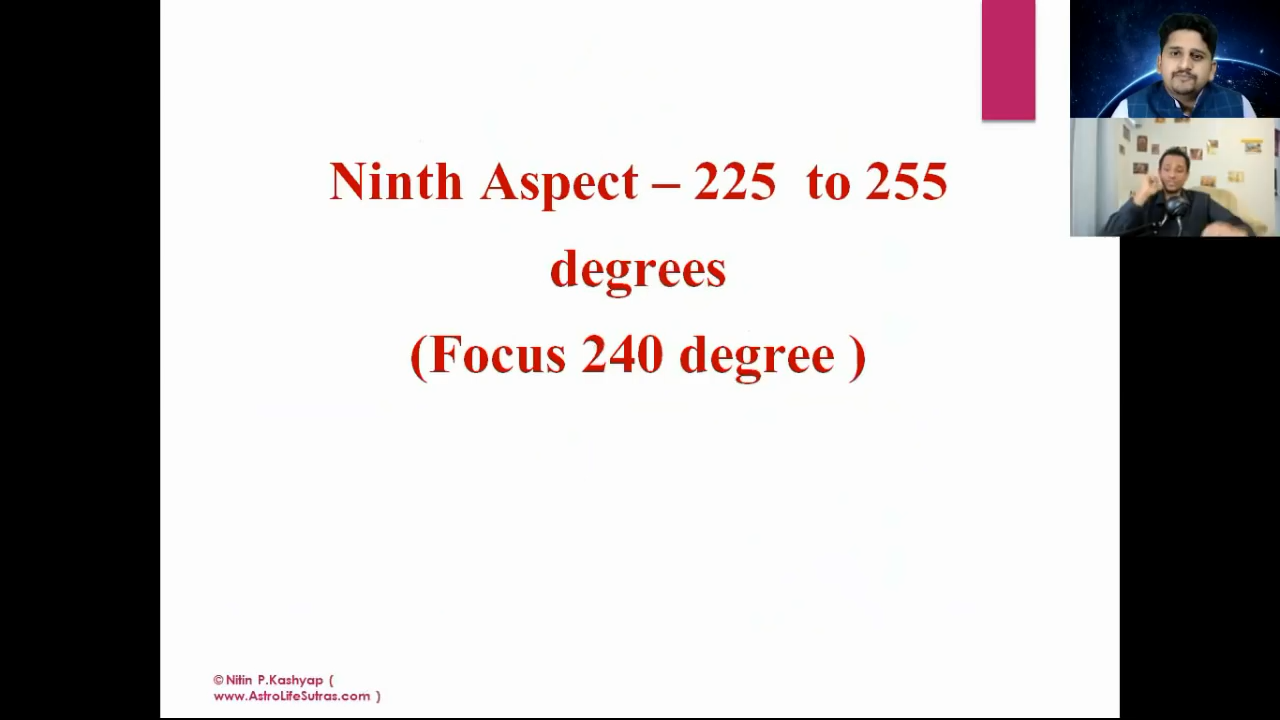 Ninth Aspect – 225 to 255
degrees
(Focus 240 degree )
©Nitin P.Kashyap (
www.AstroLifeSutras.com )